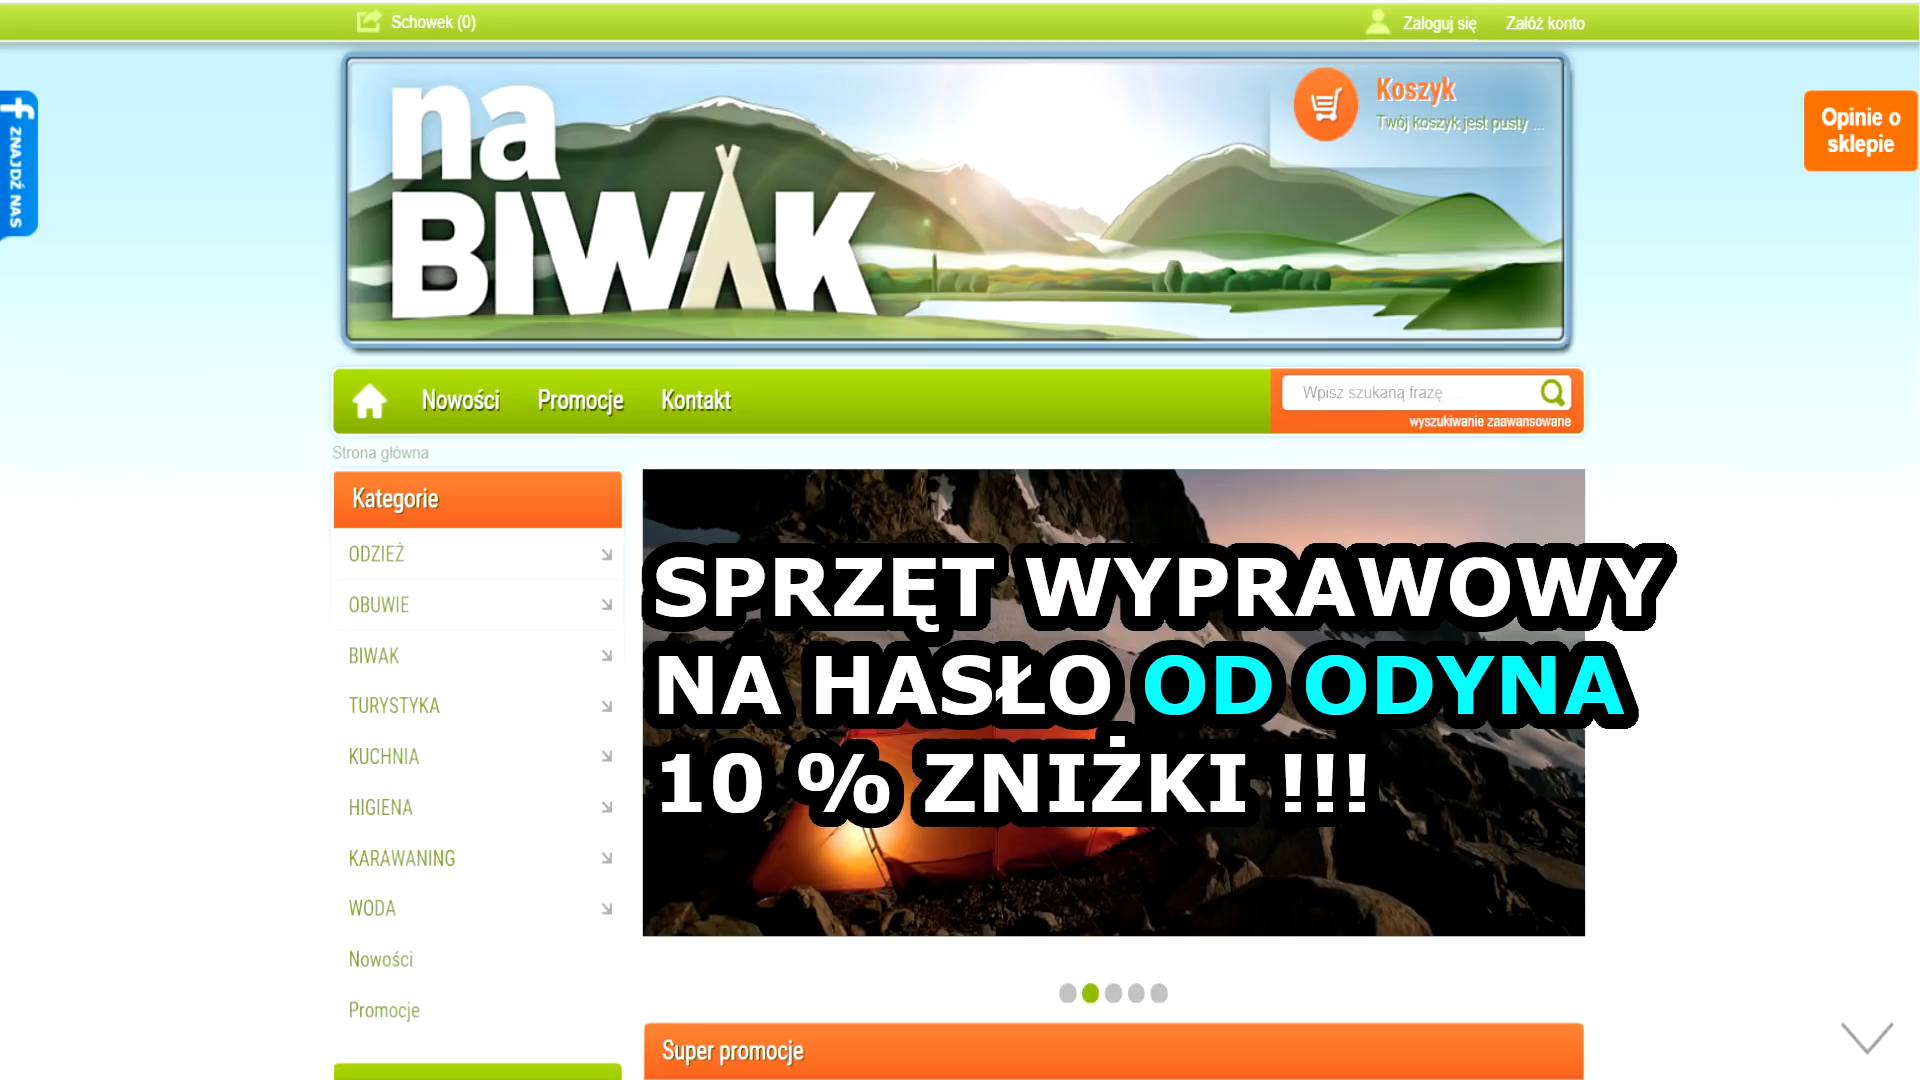 Schowek (0)
Zaloguj się
Załóż konto
ZNAJDŹ NAS
na
BIWAK
Koszyk
Twój koszyk jest pusty ...
Opinie o
sklepie
Nowości
Promocje
Kontakt
Wpisz szukaną frazę ...
wyszukiwanie zaawansowane
Strona główna
Kategorie
ODZIEŻ
OBUWIE
BIWAK
TURYSTYKA
KUCHNIA
HIGIENA
KARAWANING
WODA
Nowości
Promocje
SPRZĘT WYPRAWOWY
NA HASŁO OD ODYNA
10 % ZNIŻKI !!!
Super promocje